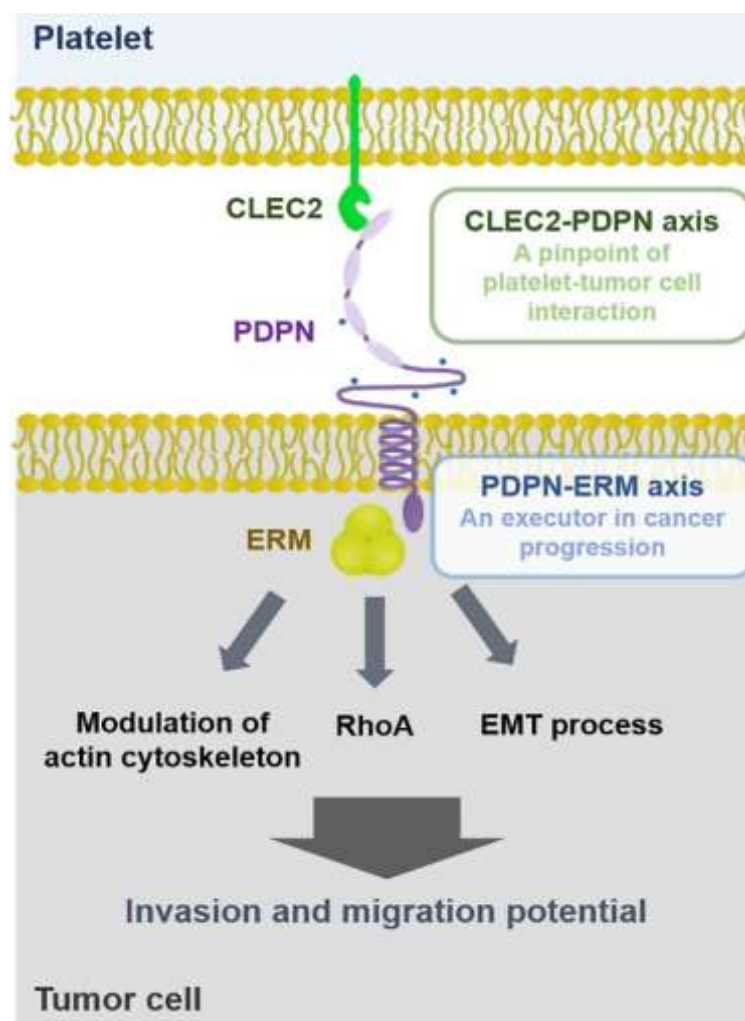 Platelet
CLEC2
CLEC2-PDPN axis
A pinpoint of
platelet-tumor cell
interaction
PDPN
PDPN-ERM axis
An executor in cancer
progression
ERM
Modulation of
actin cytoskeleton
RhoA
EMT process
Invasion and migration potential
Tumor cell